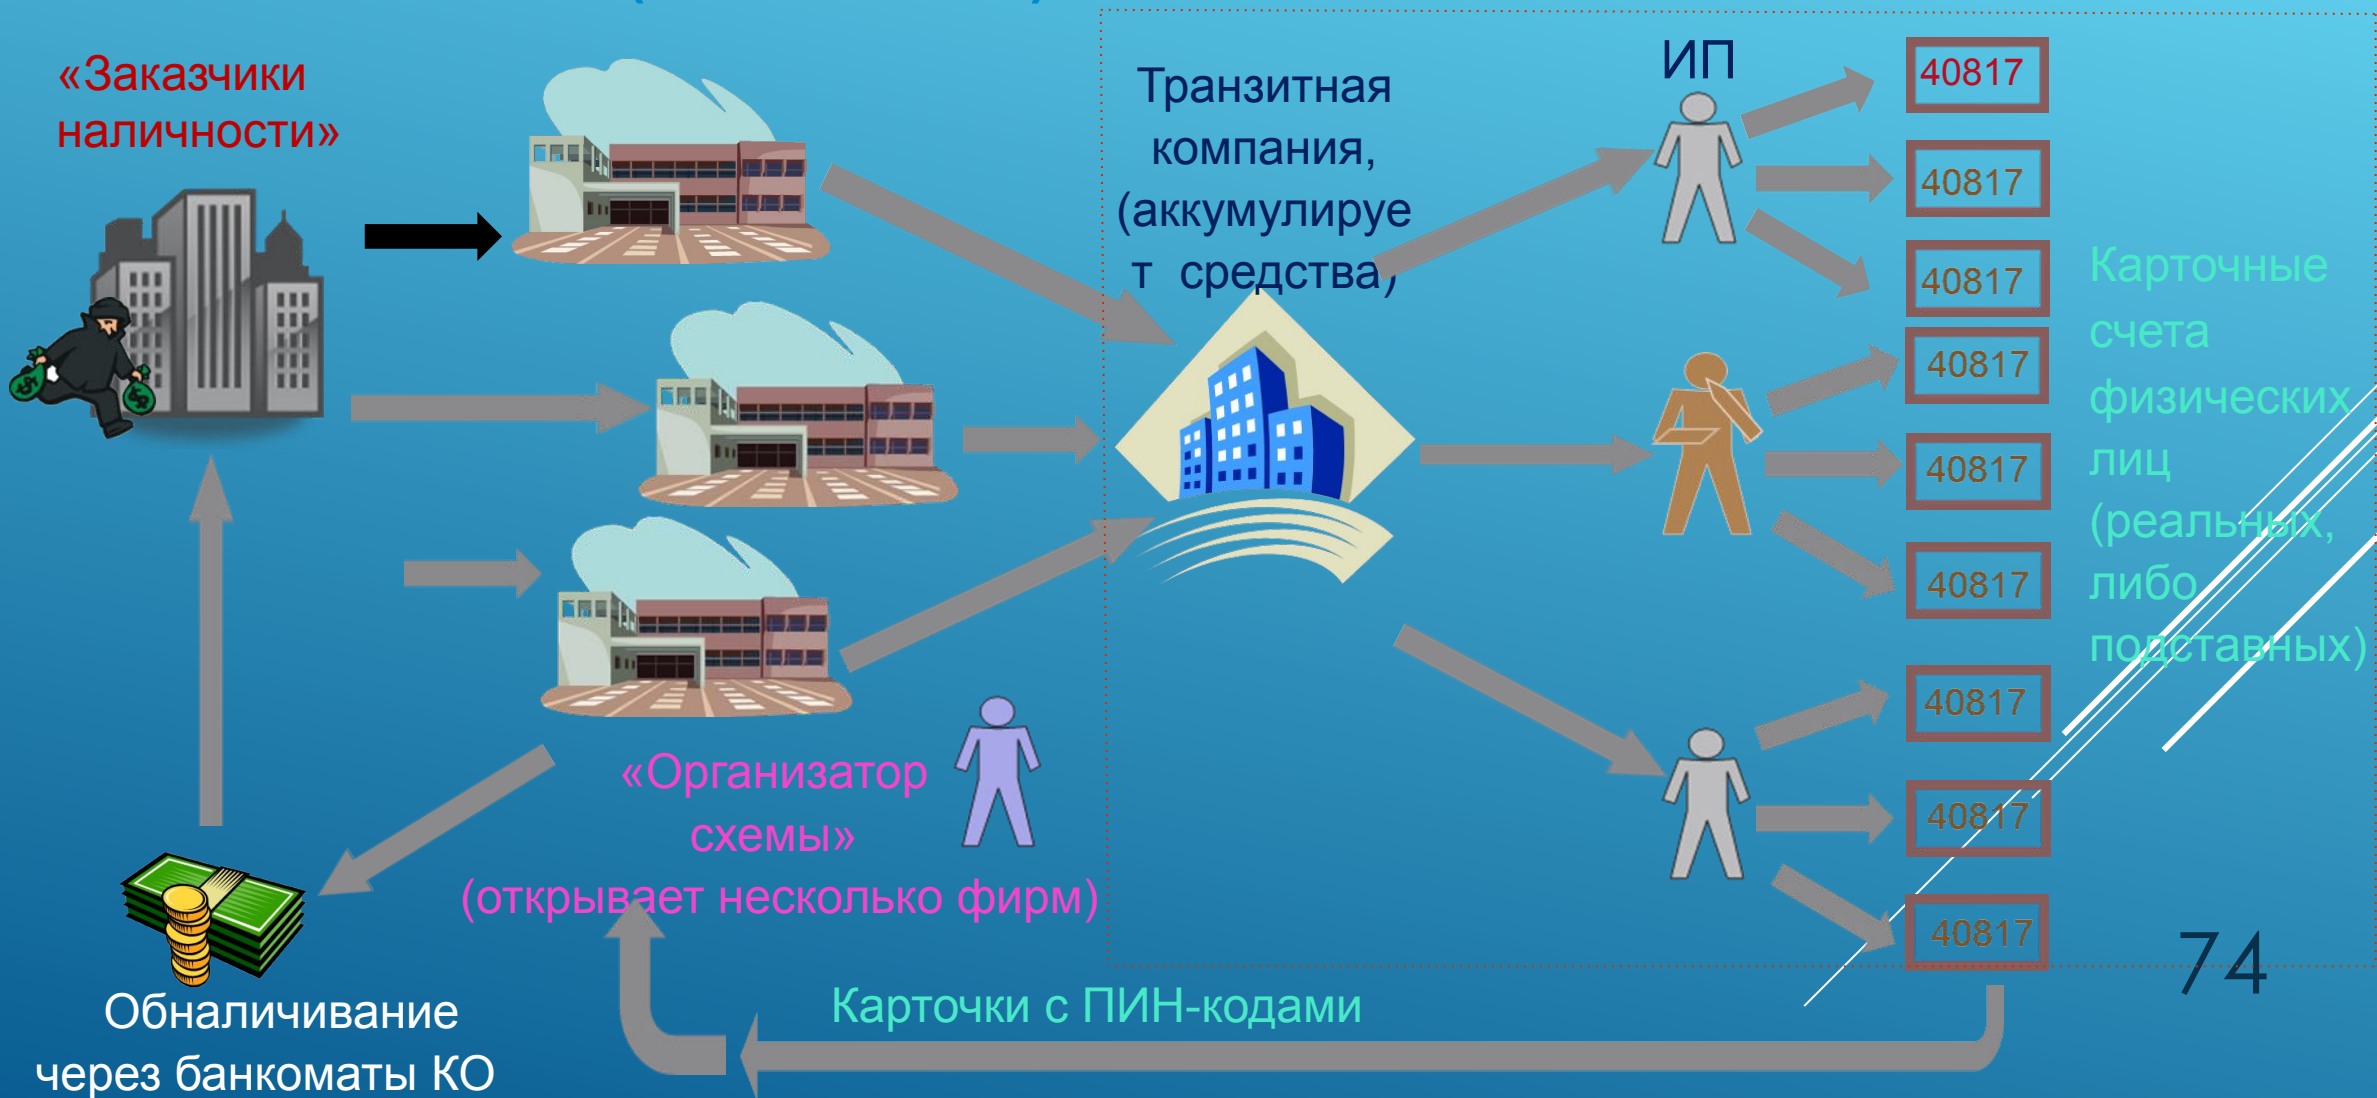 «Заказчики
наличности»
Транзитная
компания,
(аккумулируе
т средства)
ИП
40817
40817
40817
40817
40817
40817
40817
40817
40817
Карточные
счета
физических
лиц
(реальных,
либо
подставных)
«Организатор
схемы»
(открывает несколько фирм)
Обналичивание
через банкоматы КО
Карточки с ПИН-кодами
74